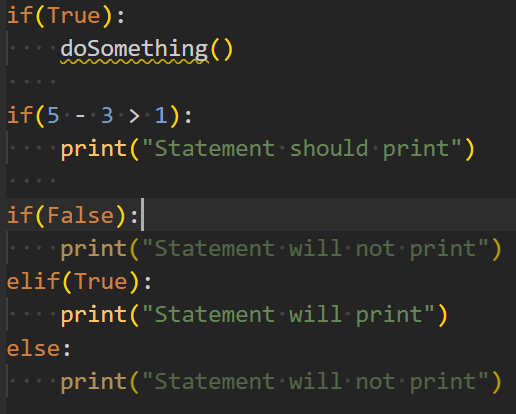 if(True):
    doSomething()
if(5 - 3 > 1):
    print("Statement should print")
if(False):
    print("Statement will not print")
elif(True):
    print("Statement will print")
else:
    print("Statement will not print")